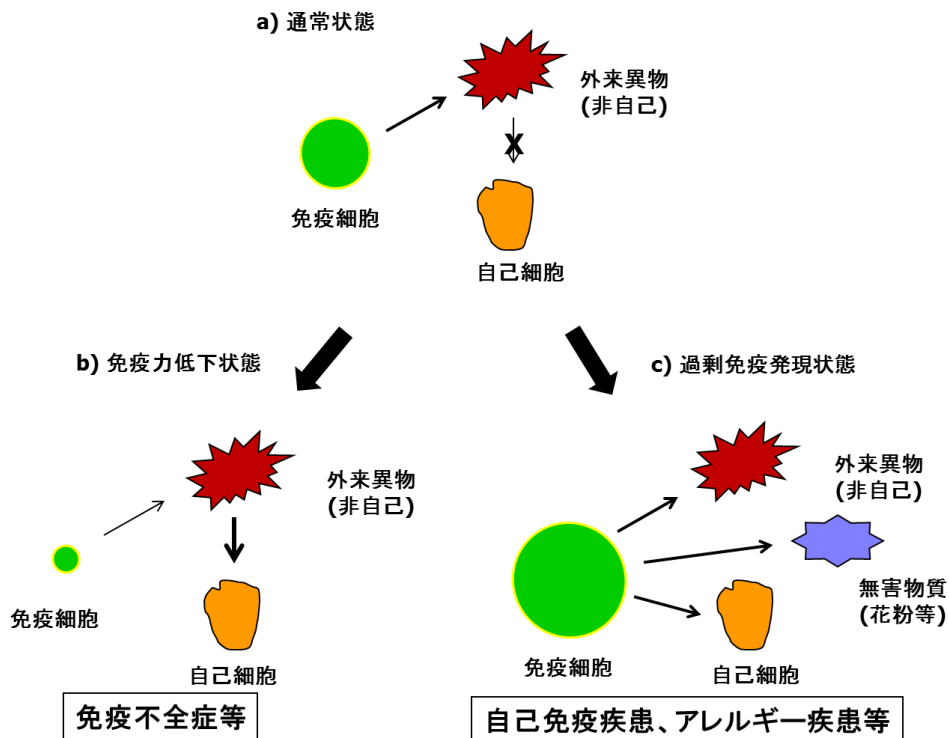 a) 通常状態
外来異物
(非自己)
X
免疫細胞
自己細胞
b) 免疫力低下状態
外来異物
(非自己)
免疫細胞
自己細胞
免疫不全症等
c) 過剰免疫発現状態
外来異物
(非自己)
無害物質
(花粉等)
免疫細胞
自己細胞
自己免疫疾患、アレルギー疾患等